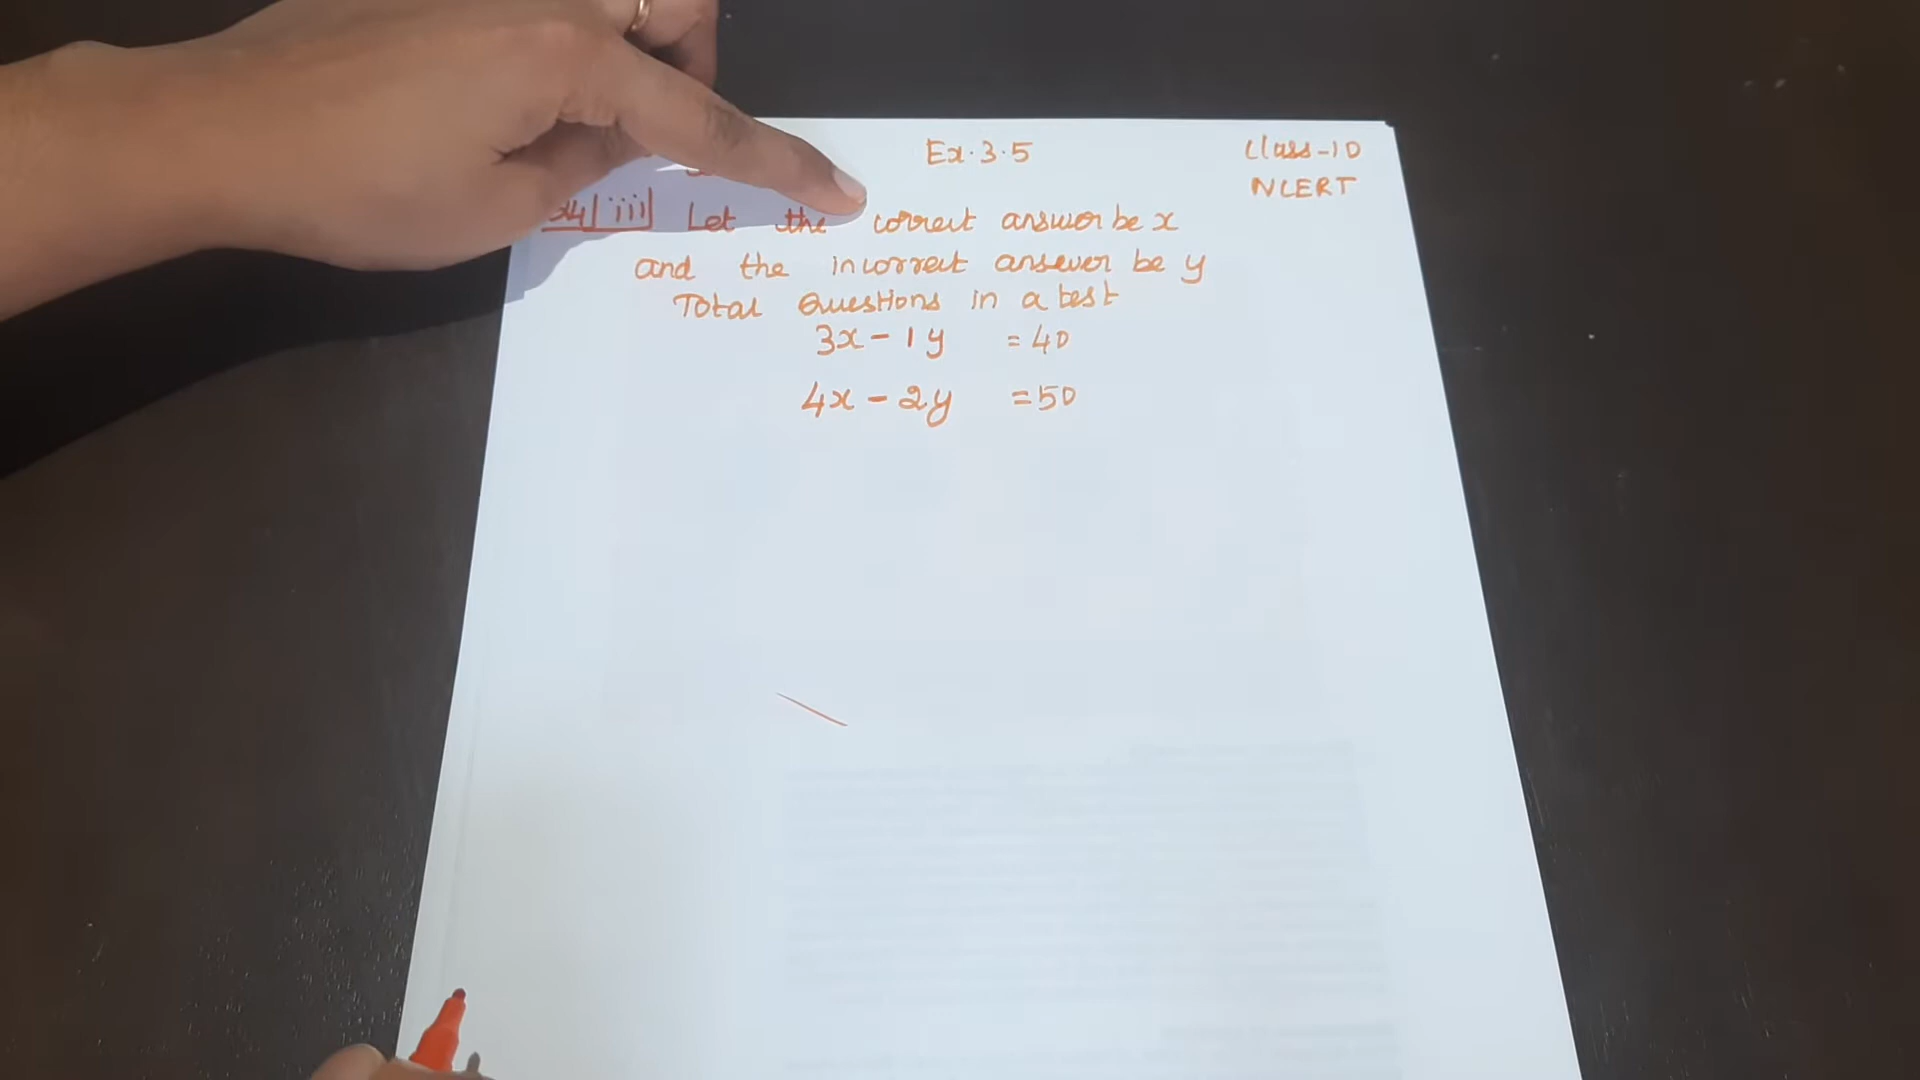 Ex.3.5
Class-10
NCERT
4| iii| Let the correct answer be x
and the incorrect answer be y
Total Questions in a test
3x - 1y = 40
4x - 2y = 50